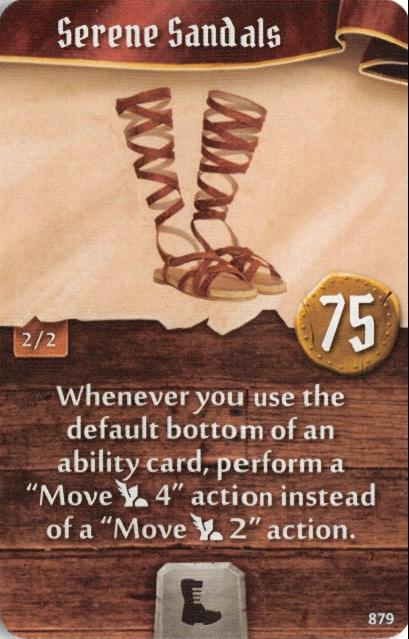 Serene Sandals
75
2/2
Whenever you use the
default bottom of an
ability card, perform a
“Move 4” action instead
of a “Move 2” action.
879